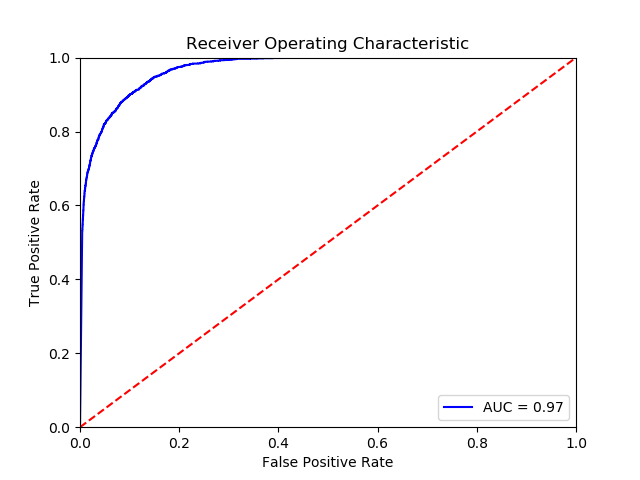 Receiver Operating Characteristic
1.0
0.8
0.6
0.4
0.2
0.0
True Positive Rate
AUC = 0.97
0.0 0.2 0.4 0.6 0.8 1.0
False Positive Rate